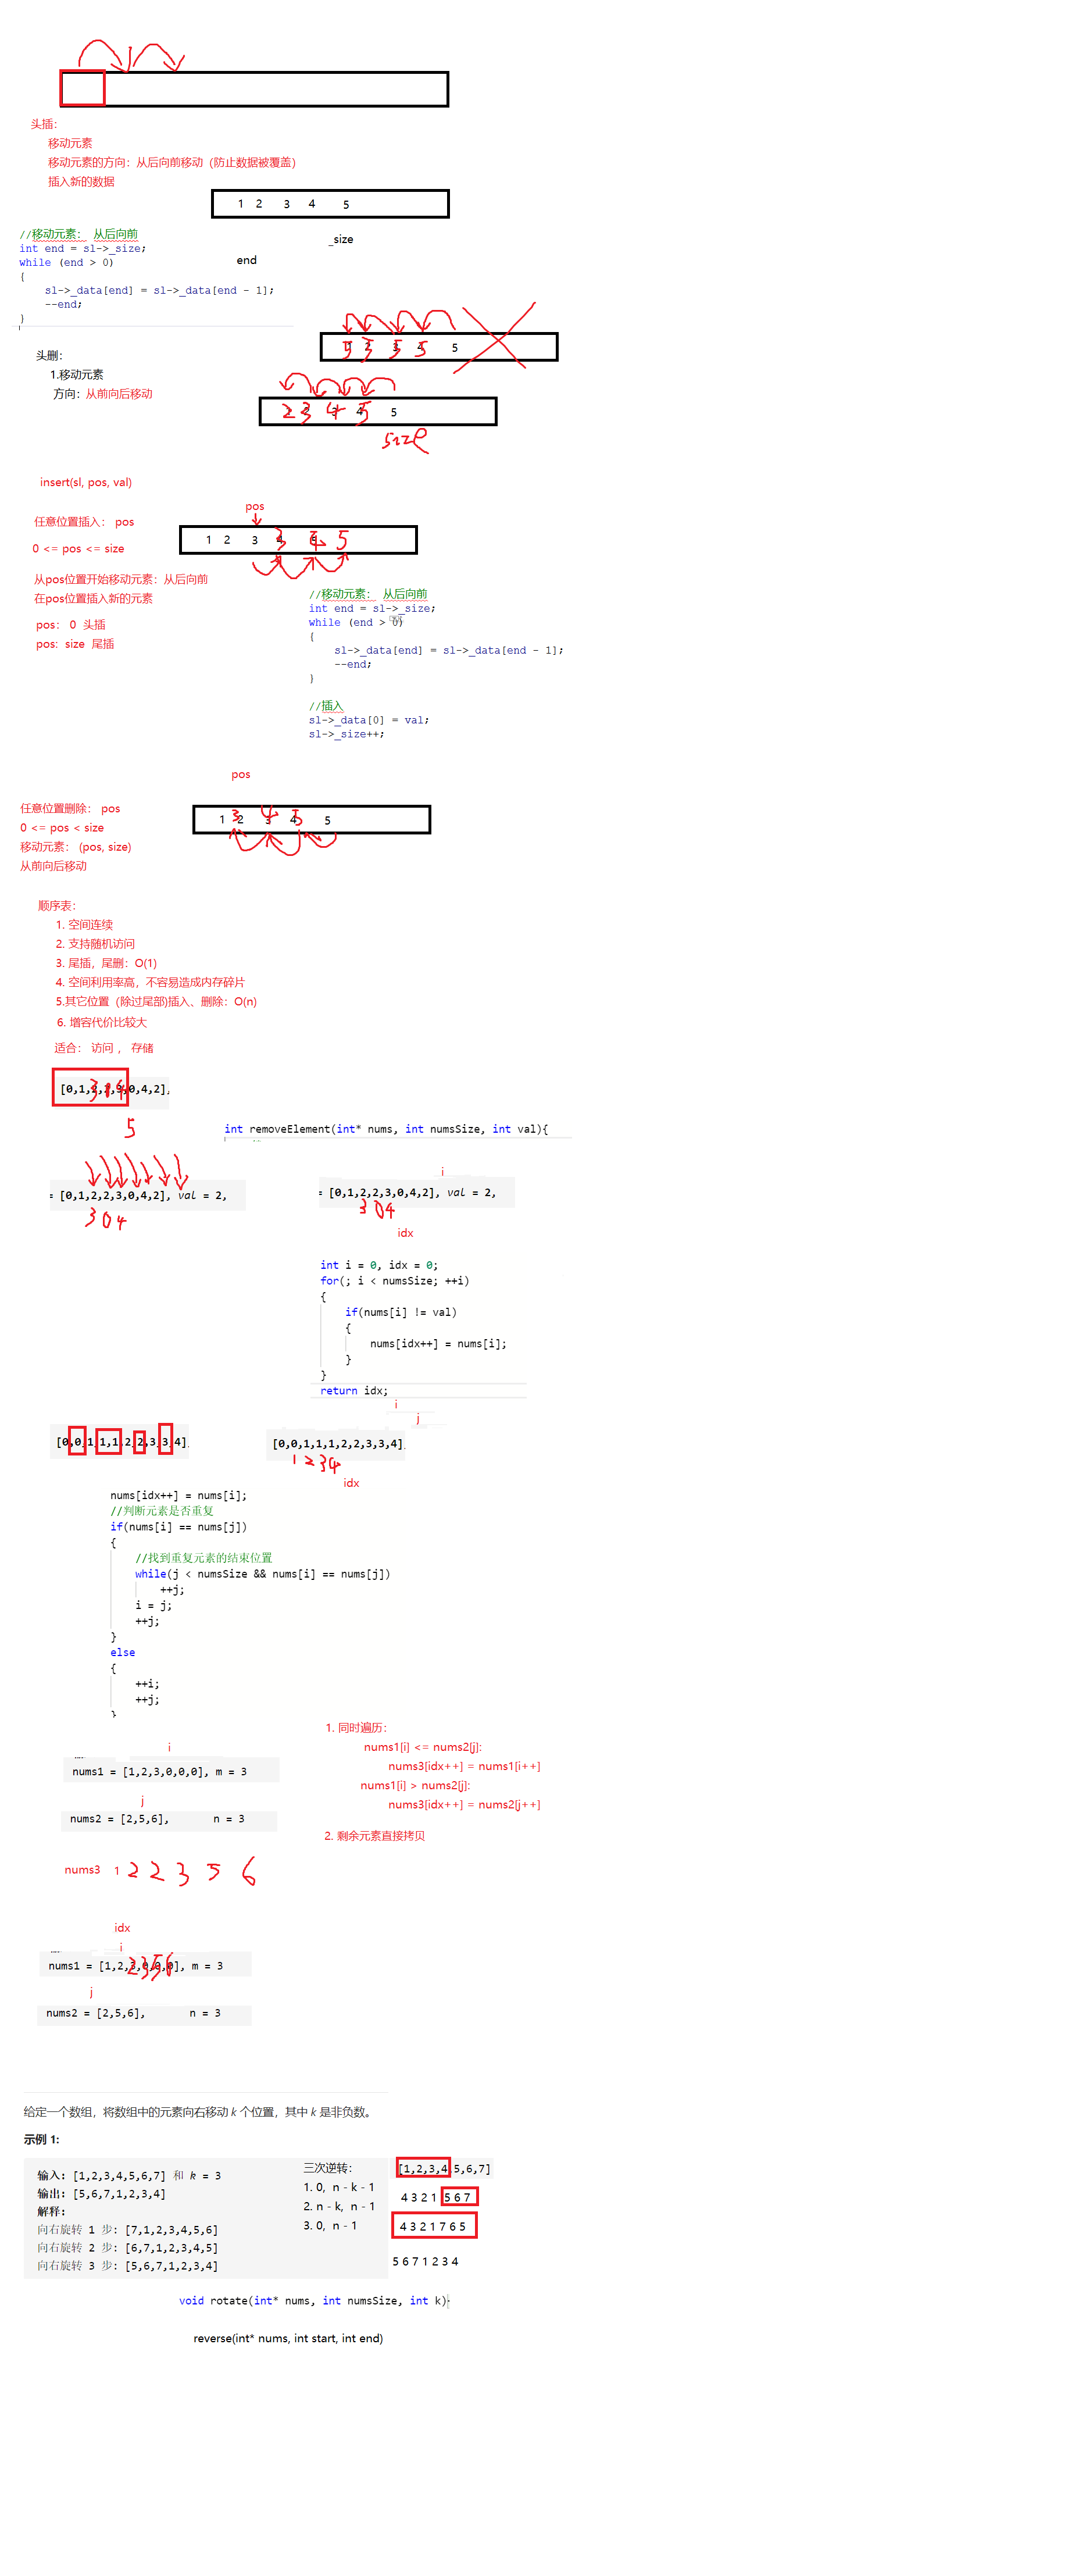 头插：
移动元素
移动元素的方向：从后向前移动（防止数据被覆盖）
插入新的数据
1 2 3 4 5
_size
end
//移动元素： 从后向前
int end = sl->_size;
while (end > 0)
{
sl->_data[end] = sl->_data[end - 1];
--end;
}
头删：
1.移动元素
方向：从前向后移动
5 3 5 5 5
2 3 4 5 5
size
insert(sl, pos, val)
任意位置插入： pos
0 <= pos <= size
从pos位置开始移动元素：从后向前
在pos位置插入新的元素
pos： 0 头插
pos: size 尾插
pos
1 2 3 3 4 5
//移动元素： 从后向前
int end = sl->_size;
while (end > 0)
{
sl->_data[end] = sl->_data[end - 1];
--end;
}
//插入
sl->_data[0] = val;
sl->_size++;
pos
任意位置删除： pos
0 <= pos < size
移动元素： (pos, size)
从前向后移动
1 2 3 4 5
3 4 5
顺序表：
1. 空间连续
2. 支持随机访问
3. 尾插，尾删：O(1)
4. 空间利用率高，不容易造成内存碎片
5.其它位置（除过尾部)插入、删除：O(n)
6. 增容代价比较大
适合： 访问 ， 存储
[0,1,2,2,3,0,4,2],
3 0 4
5
int removeElement(int* nums, int numsSize, int val){
= [0,1,2,2,3,0,4,2], val = 2,
3 0 4
i
= [0,1,2,2,3,0,4,2], val = 2,
3 0 4
idx
int i = 0, idx = 0;
for(; i < numsSize; ++i)
{
if(nums[i] != val)
{
nums[idx++] = nums[i];
}
}
return idx;
i
j
[0,0,1,1,1,2,2,3,3,4],
[0,0,1,1,1,2,2,3,3,4],
1 2 3 4
idx
nums[idx++] = nums[i];
//判断元素是否重复
if(nums[i] == nums[j])
{
//找到重复元素的结束位置
while(j < numsSize && nums[i] == nums[j])
++j;
i = j;
++j;
}
else
{
++i;
++j;
}
1. 同时遍历：
nums1[i] <= nums2[j]:
nums3[idx++] = nums1[i++]
nums1[i] > nums2[j]:
nums3[idx++] = nums2[j++]
2. 剩余元素直接拷贝
i
nums1 = [1,2,3,0,0,0], m = 3
j
nums2 = [2,5,6], n = 3
nums3 1 2 2 3 5 6
idx
i
nums1 = [1,2,3,0,0,0], m = 3
2 3 5 6
j
nums2 = [2,5,6], n = 3
给定一个数组，将数组中的元素向右移动 k 个位置，其中 k 是非负数。
示例 1:
输入: [1,2,3,4,5,6,7] 和 k = 3
输出: [5,6,7,1,2,3,4]
解释:
向右旋转 1 步: [7,1,2,3,4,5,6]
向右旋转 2 步: [6,7,1,2,3,4,5]
向右旋转 3 步: [5,6,7,1,2,3,4]
三次逆转：
1. 0, n - k - 1
2. n - k, n - 1
3. 0, n - 1
[1,2,3,4,5,6,7]
4 3 2 1 5 6 7
4 3 2 1 7 6 5
5 6 7 1 2 3 4
void rotate(int* nums, int numsSize, int k)
reverse(int* nums, int start, int end)